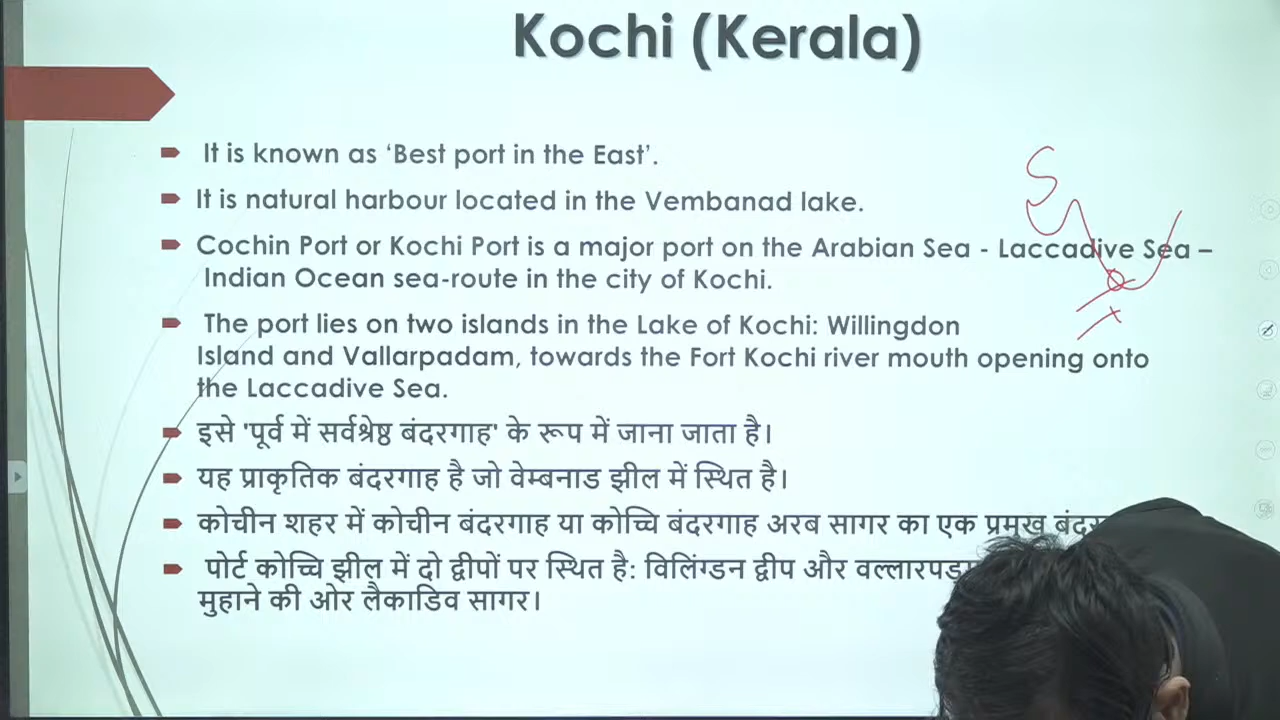 Kochi (Kerala)
It is known as ‘Best port in the East’.
It is natural harbour located in the Vembanad lake.
Cochin Port or Kochi Port is a major port on the Arabian Sea - Laccadive Sea –
Indian Ocean sea-route in the city of Kochi.
The port lies on two islands in the Lake of Kochi: Willingdon
Island and Vallarpadam, towards the Fort Kochi river mouth opening onto
the Laccadive Sea.
इसे 'पूर्व में सर्वश्रेष्ठ बंदरगाह' के रूप में जाना जाता है।
यह प्राकृतिक बंदरगाह है जो वेम्बनाड झील में स्थित है।
कोचीन शहर में कोचीन बंदरगाह या कोच्चि बंदरगाह अरब सागर का एक प्रमुख
पोर्ट कोच्चि झील में दो द्वीपों पर स्थित है: विलिंग्डन द्वीप और
मुहाने की ओर लैकाडिव सागर।